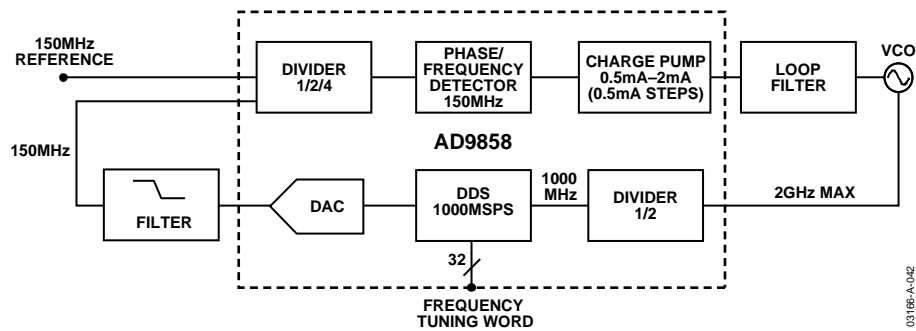 150MHz
REFERENCE
DIVIDER
1/2/4
PHASE/
FREQUENCY
DETECTOR
150MHz
CHARGE PUMP
0.5mA–2mA
(0.5mA STEPS)
LOOP
FILTER
VCO
AD9858
150MHz
FILTER
DAC
DDS
1000MSPS
1000
MHz
DIVIDER
1/2
2GHz MAX
32
FREQUENCY
TUNING WORD
03166-A-042